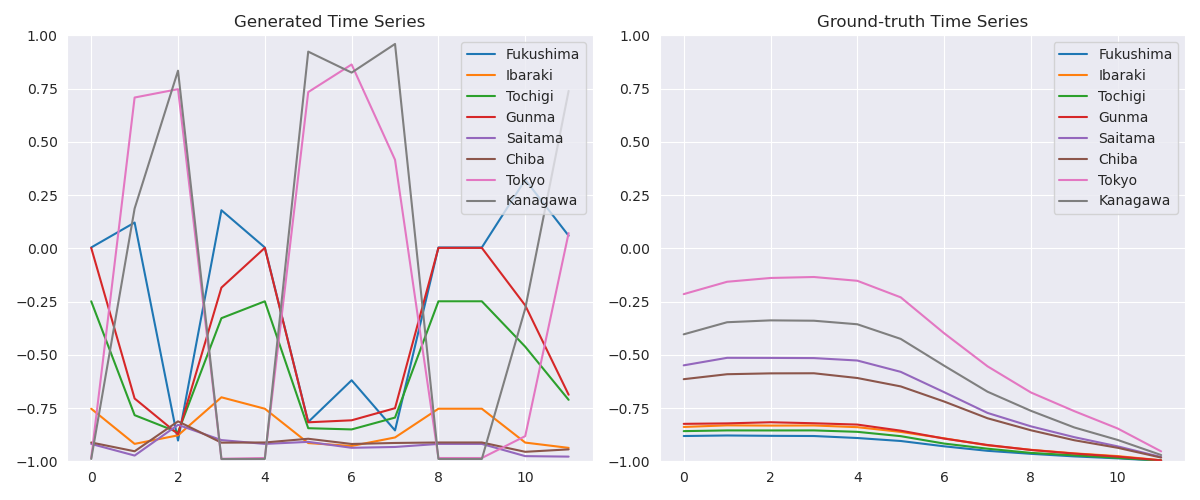 Generated Time Series
1.00
0.75
0.50
0.25
0.00
−0.25
−0.50
−0.75
−1.00
0 2 4 6 8 10
Fukushima
Ibaraki
Tochigi
Gunma
Saitama
Chiba
Tokyo
Kanagawa
Ground-truth Time Series
1.00
0.75
0.50
0.25
0.00
−0.25
−0.50
−0.75
−1.00
0 2 4 6 8 10
Fukushima
Ibaraki
Tochigi
Gunma
Saitama
Chiba
Tokyo
Kanagawa